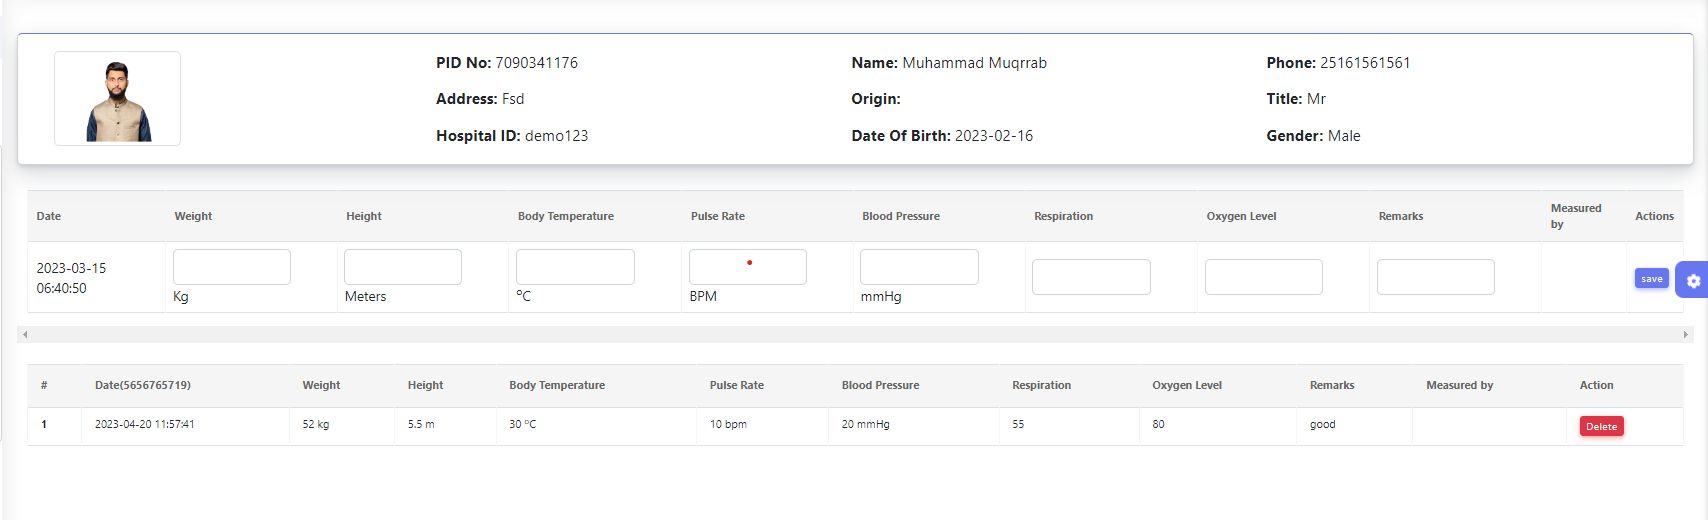 PID No: 7090341176 Name: Muhammad Muqrrab Phone: 25161561561
Address: Fsd Origin: Title: Mr
Hospital ID: demo123 Date Of Birth: 2023-02-16 Gender: Male
Date Weight Height Body Temperature Pulse Rate Blood Pressure Respiration Oxygen Level Remarks Measured by Actions
2023-03-15 06:40:50 Kg Meters °C BPM mmHg save
# Date(5656765719) Weight Height Body Temperature Pulse Rate Blood Pressure Respiration Oxygen Level Remarks Measured by Action
1 2023-04-20 11:57:41 52 kg 5.5 m 30 °C 10 bpm 20 mmHg 55 80 good Delete